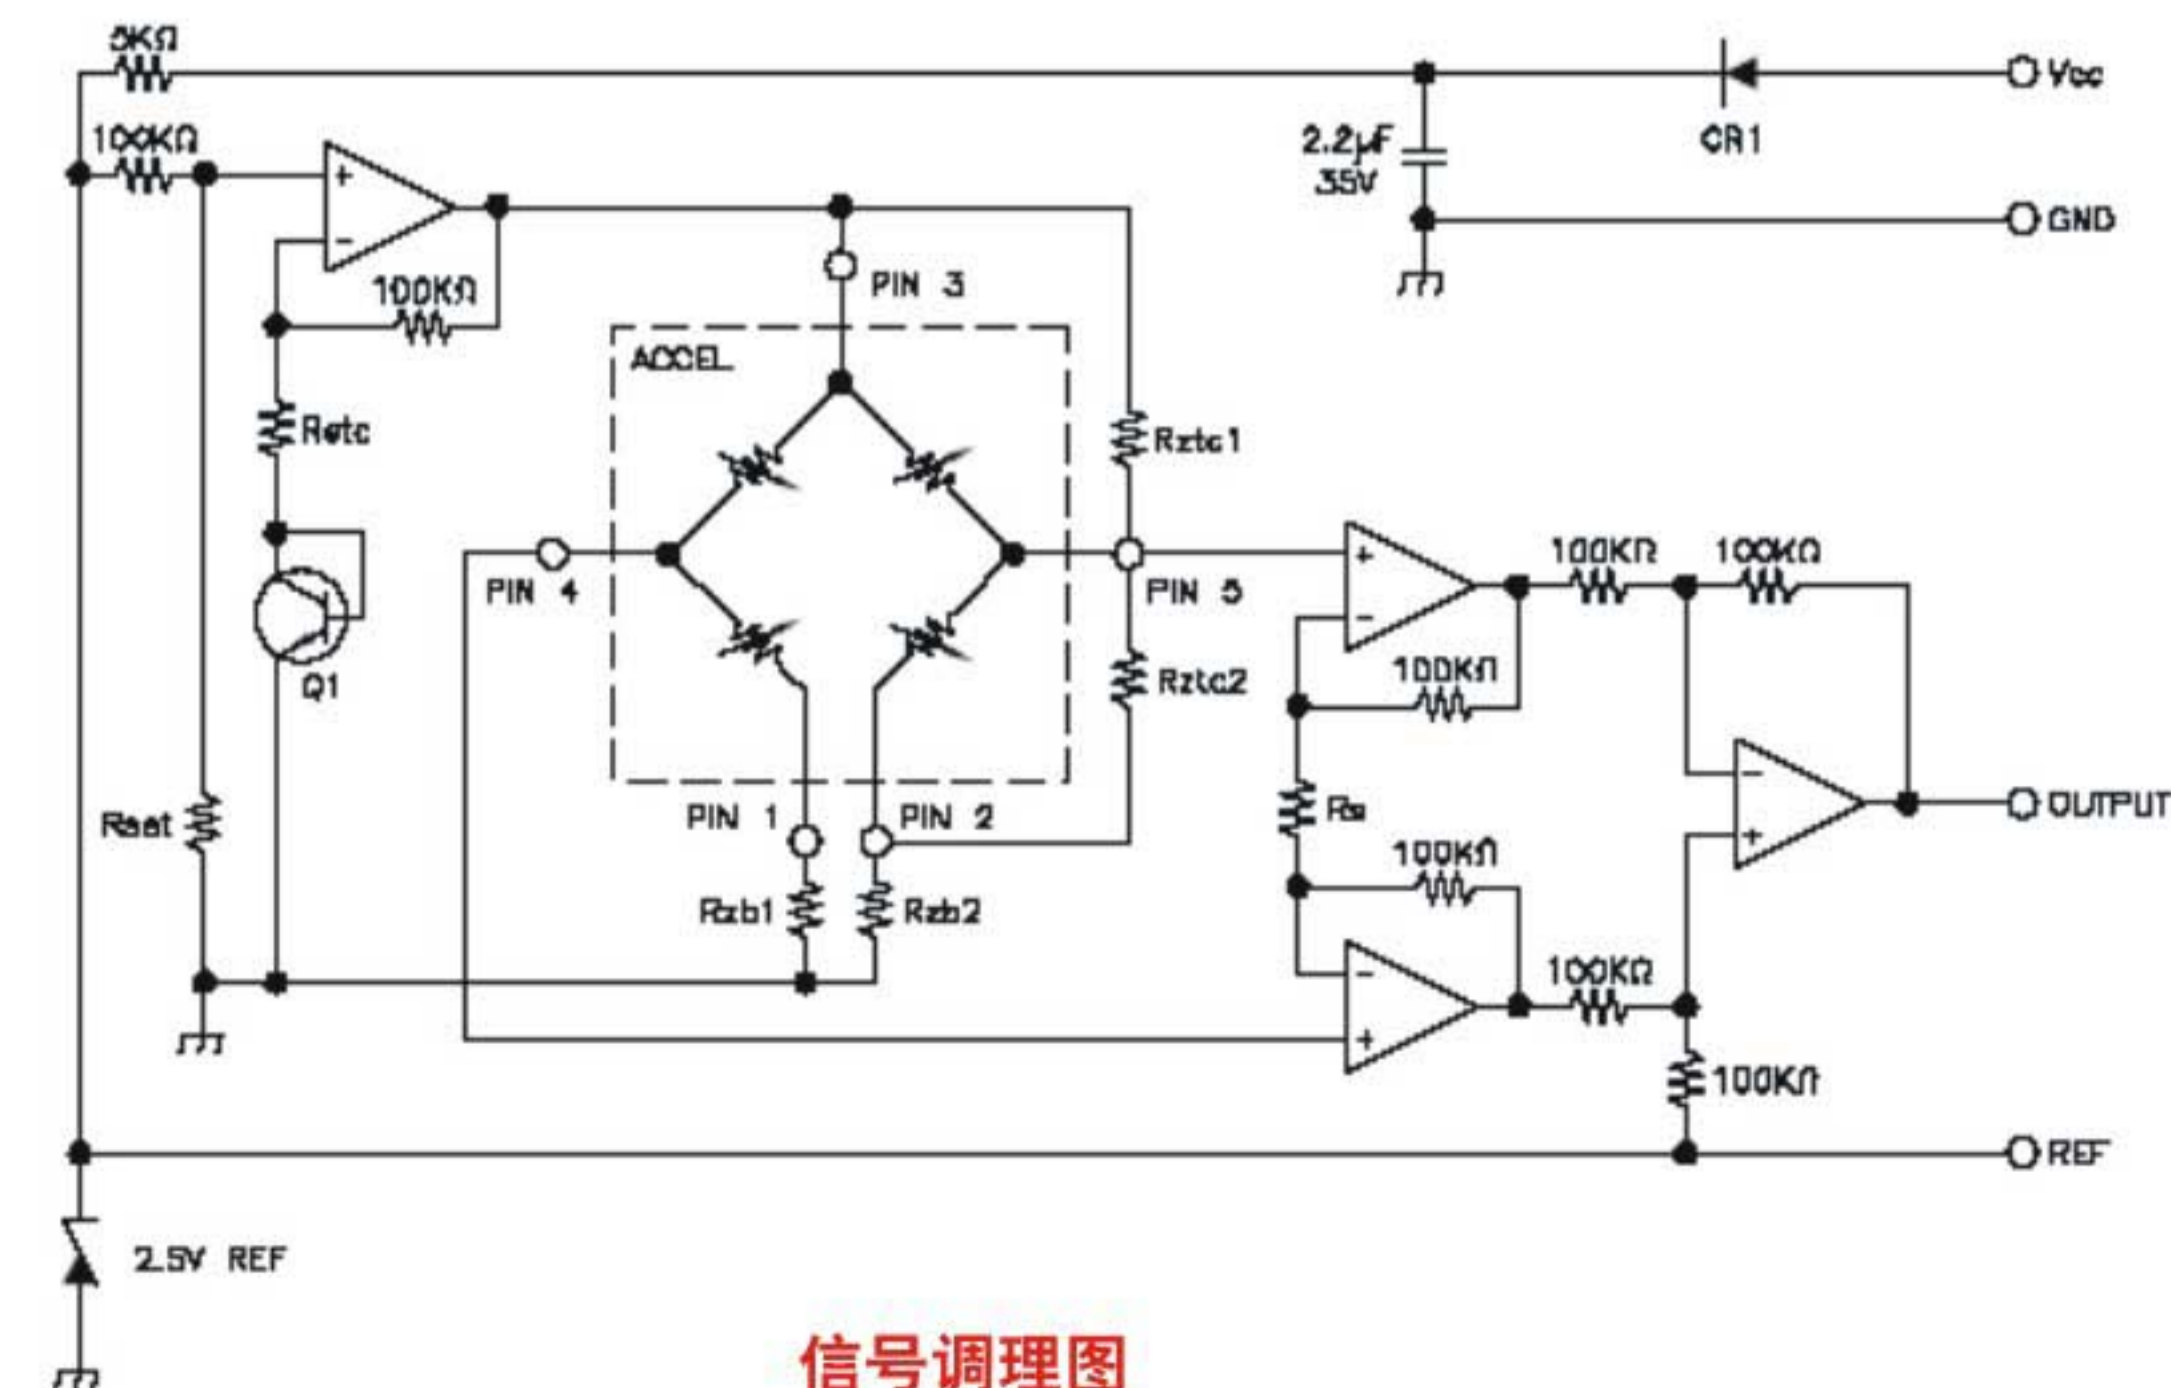 5KΩ
Vcc
100KΩ
2.2μF
35V
CR1
GND
+
-
100KΩ
PIN 3
ACCEL
Rstc
Rztc1
PIN 4
PIN 5
+
-
100KΩ
100KΩ
Q1
Rztc2
100KΩ
-
+
OUTPUT
Rset
PIN 1
PIN 2
Rs
100KΩ
Rzb1
Rzb2
-
+
100KΩ
100KΩ
REF
2.5V REF
信号调理图